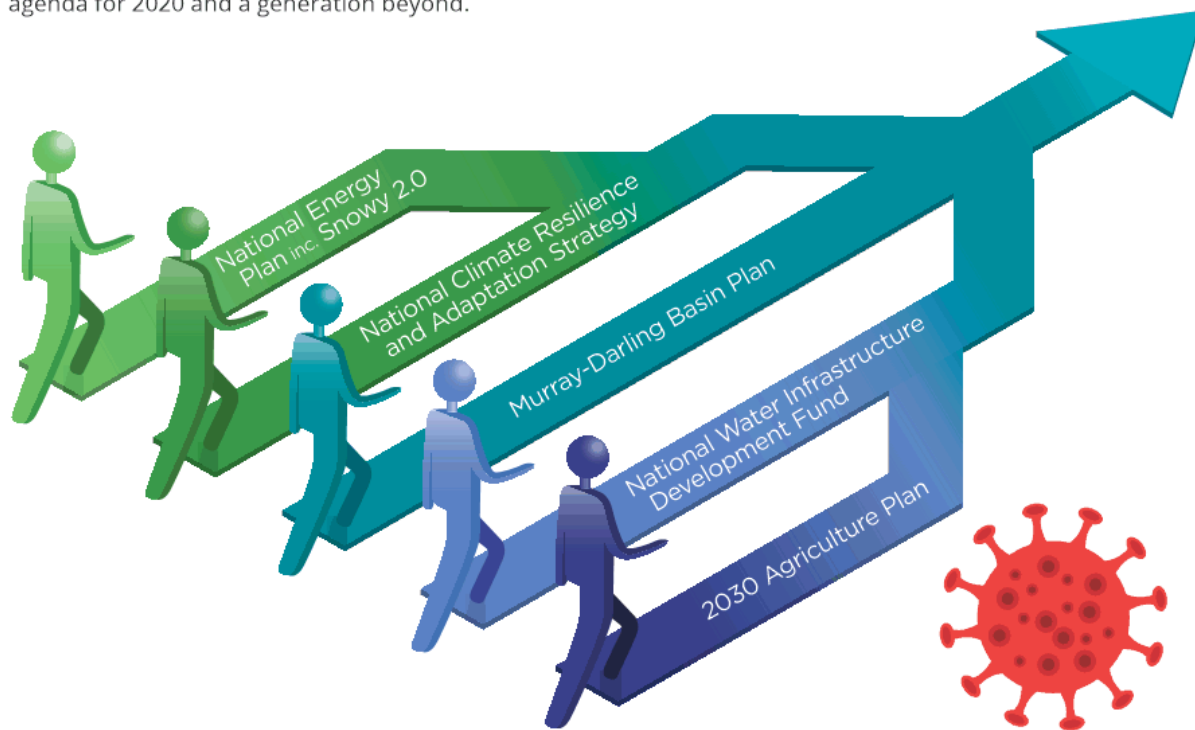 agenda for 2020 and a generation beyond.
National Energy
Plan inc. Snowy 2.0
National Climate Resilience
and Adaptation Strategy
Murray-Darling Basin Plan
National Water Infrastructure
Development Fund
2030 Agriculture Plan